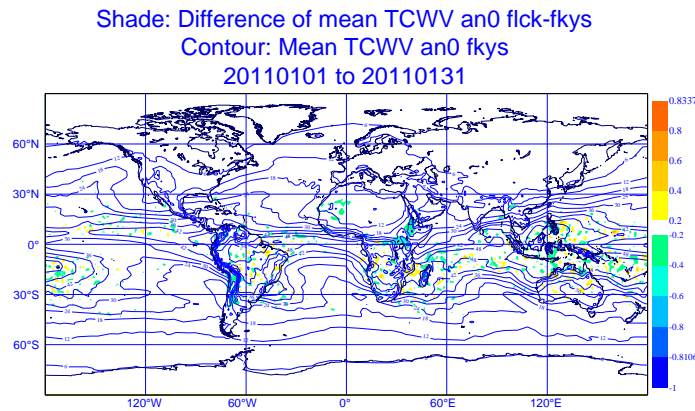 Shade: Difference of mean TCWV an0 flck-fkys
Contour: Mean TCWV an0 fkys
20110101 to 20110131
0.8337
0.8
0.6
0.4
0.2
-0.2
-0.4
-0.6
-0.8
-0.8106
-1
60°N
30°N
0°
30°S
60°S
120°W
60°W
0°
60°E
120°E